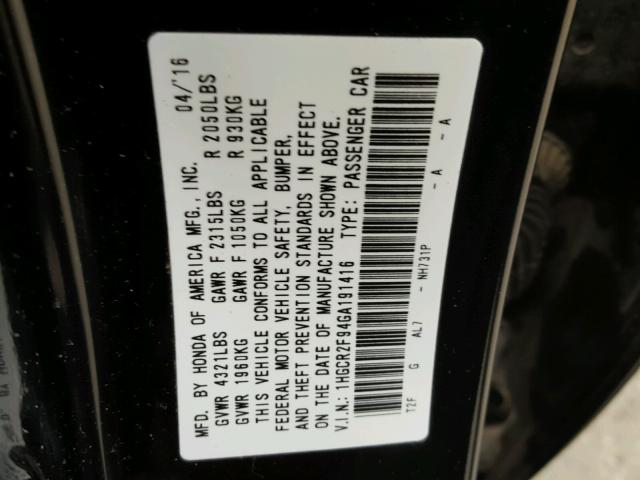 MFD. BY HONDA OF AMERICA MFG., INC. 04/'16
GVWR 4321LBS GAWR F 2315LBS R 2050LBS
GVWR 1960KG GAWR F 1050KG R 930KG
THIS VEHICLE CONFORMS TO ALL APPLICABLE
FEDERAL MOTOR VEHICLE SAFETY, BUMPER,
AND THEFT PREVENTION STANDARDS IN EFFECT
ON THE DATE OF MANUFACTURE SHOWN ABOVE.
V.I.N.: 1HGCR2F94GA191416 TYPE: PASSENGER CAR
T2F G AL7 - NH731P - A - A